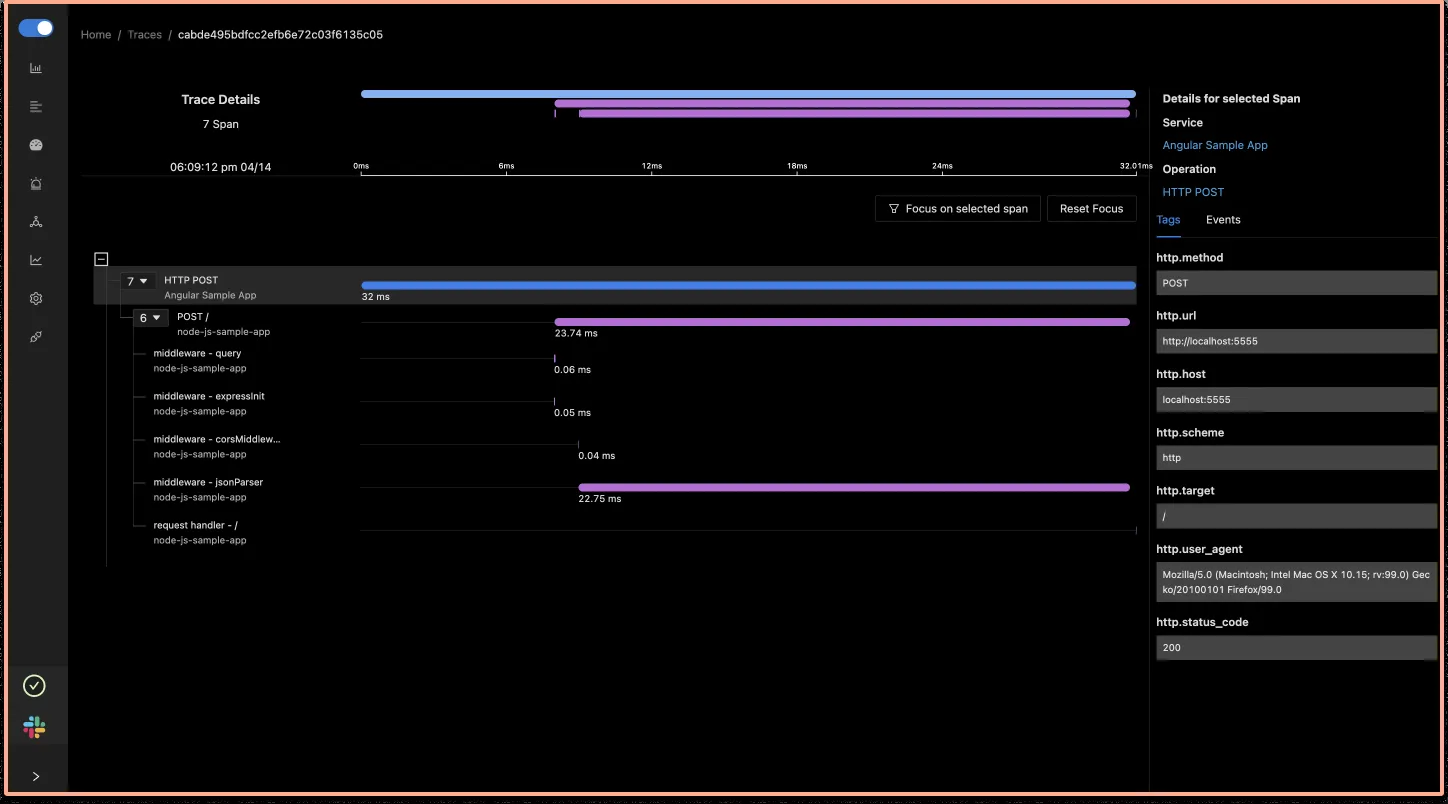 Home / Traces / cabde495bdfcc2efb6e72c03f6135c05
Trace Details
7 Span
06:09:12 pm 04/14
0ms 6ms 12ms 18ms 24ms 32.01ms
Focus on selected span
Reset Focus
7 HTTP POST
Angular Sample App
32 ms
6 POST /
node-js-sample-app
23.74 ms
middleware - query
node-js-sample-app
0.06 ms
middleware - expressInit
node-js-sample-app
0.05 ms
middleware - corsMiddlew...
node-js-sample-app
0.04 ms
middleware - jsonParser
node-js-sample-app
22.75 ms
request handler - /
node-js-sample-app
Details for selected Span
Service
Angular Sample App
Operation
HTTP POST
Tags Events
http.method
POST
http.url
http://localhost:5555
http.host
localhost:5555
http.scheme
http
http.target
/
http.user_agent
Mozilla/5.0 (Macintosh; Intel Mac OS X 10.15; rv:99.0) Gec
ko/20100101 Firefox/99.0
http.status_code
200